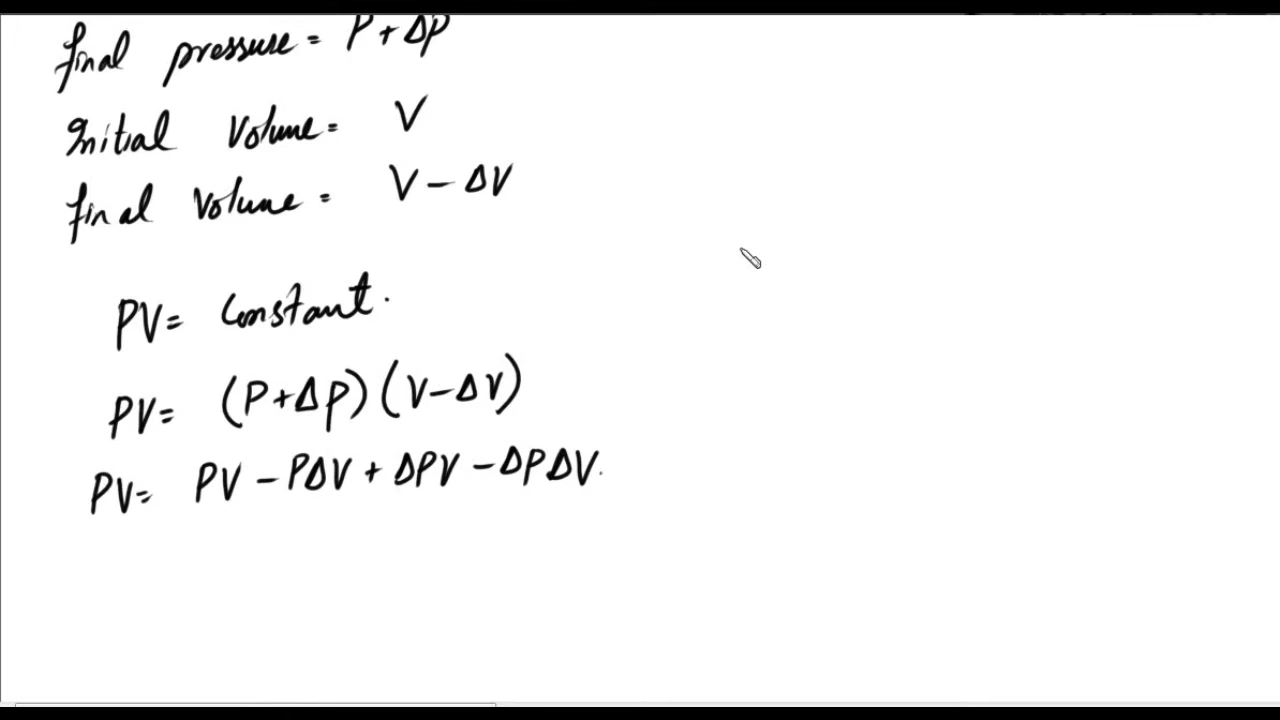 final pressure = P + ΔP
Initial Volume = V
final Volume = V - ΔV
PV = Constant.
PV = (P+ΔP)(V-ΔV)
PV = PV - PΔV + ΔPV - ΔPΔV.